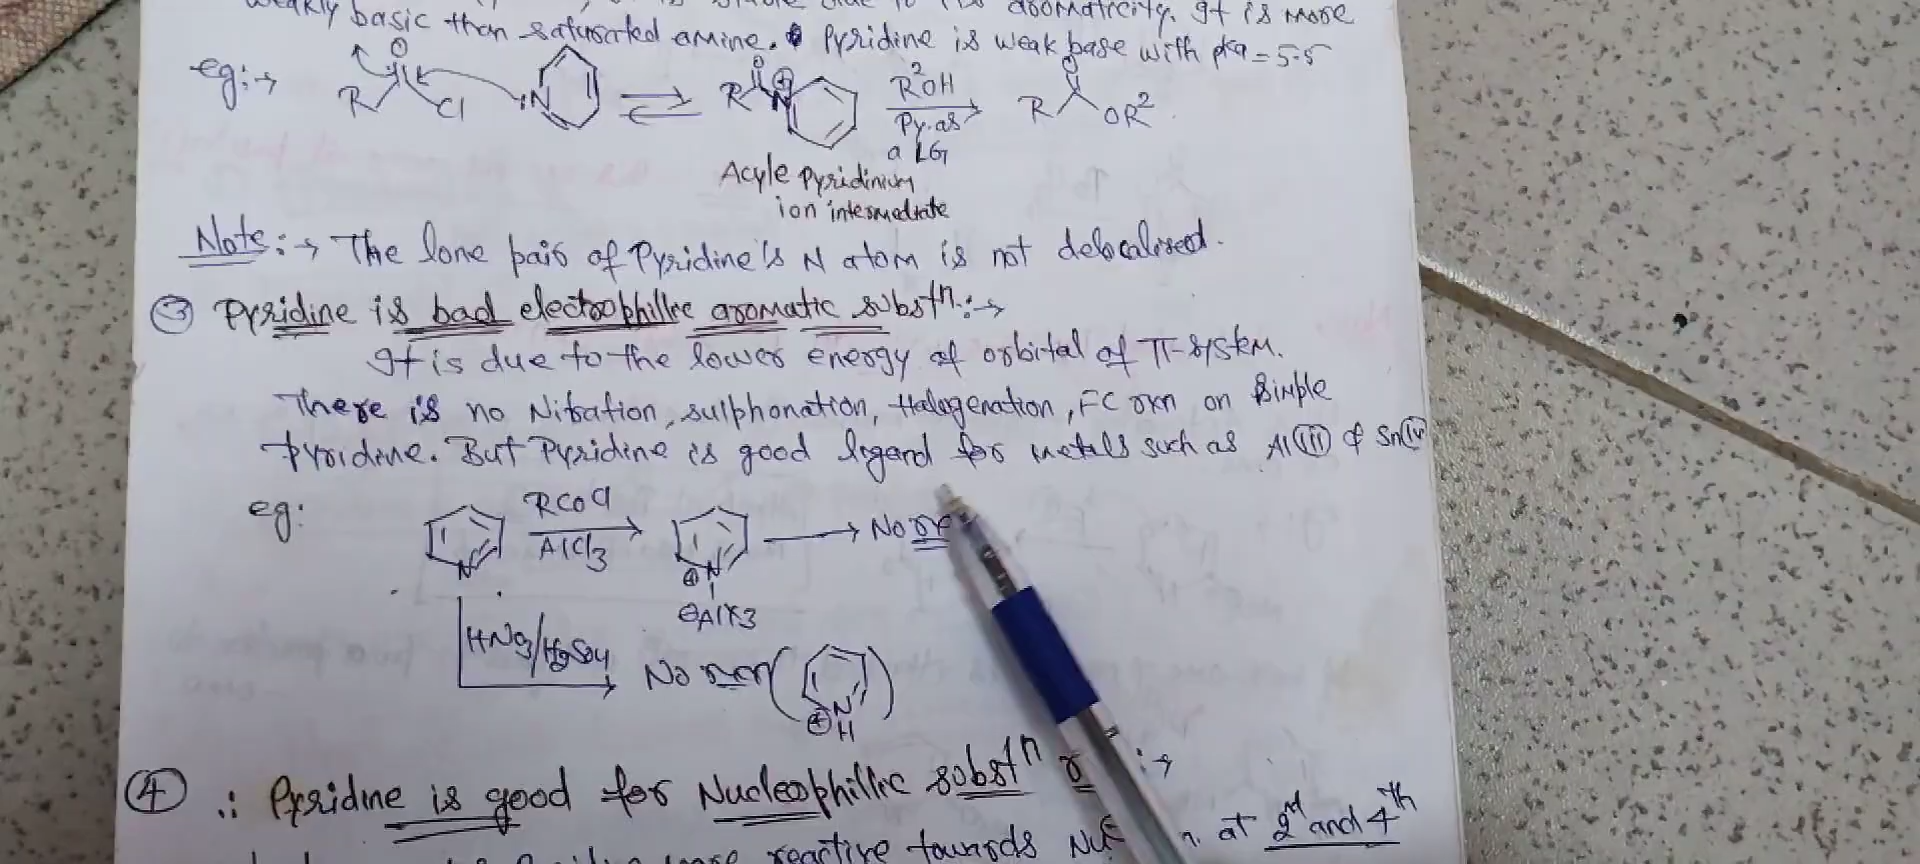 weakly basic than saturated amine. Pyridine is weak base with pka = 5.5
aromaticity. It is more
eg:→
R O Cl N ⇌ R O ⊕ N R²OH R O OR²
Py. as
a LG
Acyle Pyridinium
ion intermediate
Note:→ The lone pair of Pyridine's N atom is not delocalised.
③ Pyridine is bad electrophillic aromatic substⁿ:→
It is due to the lower energy of orbital of π-system.
There is no Nitration, sulphonation, Halogenation, FC rxn on simple
Pyridine. But Pyridine is good ligand for metals such as Al(iii) & Sn(iv)
eg: RCOCl
AlCl3 N ⊕ N → No
⊖AlX3
HNO3/H2SO4 No rxn ( ⊕ N H )
④ ∴ Pyridine is good for Nucleophillic substⁿ :→
more reactive towards at 2nd and 4th